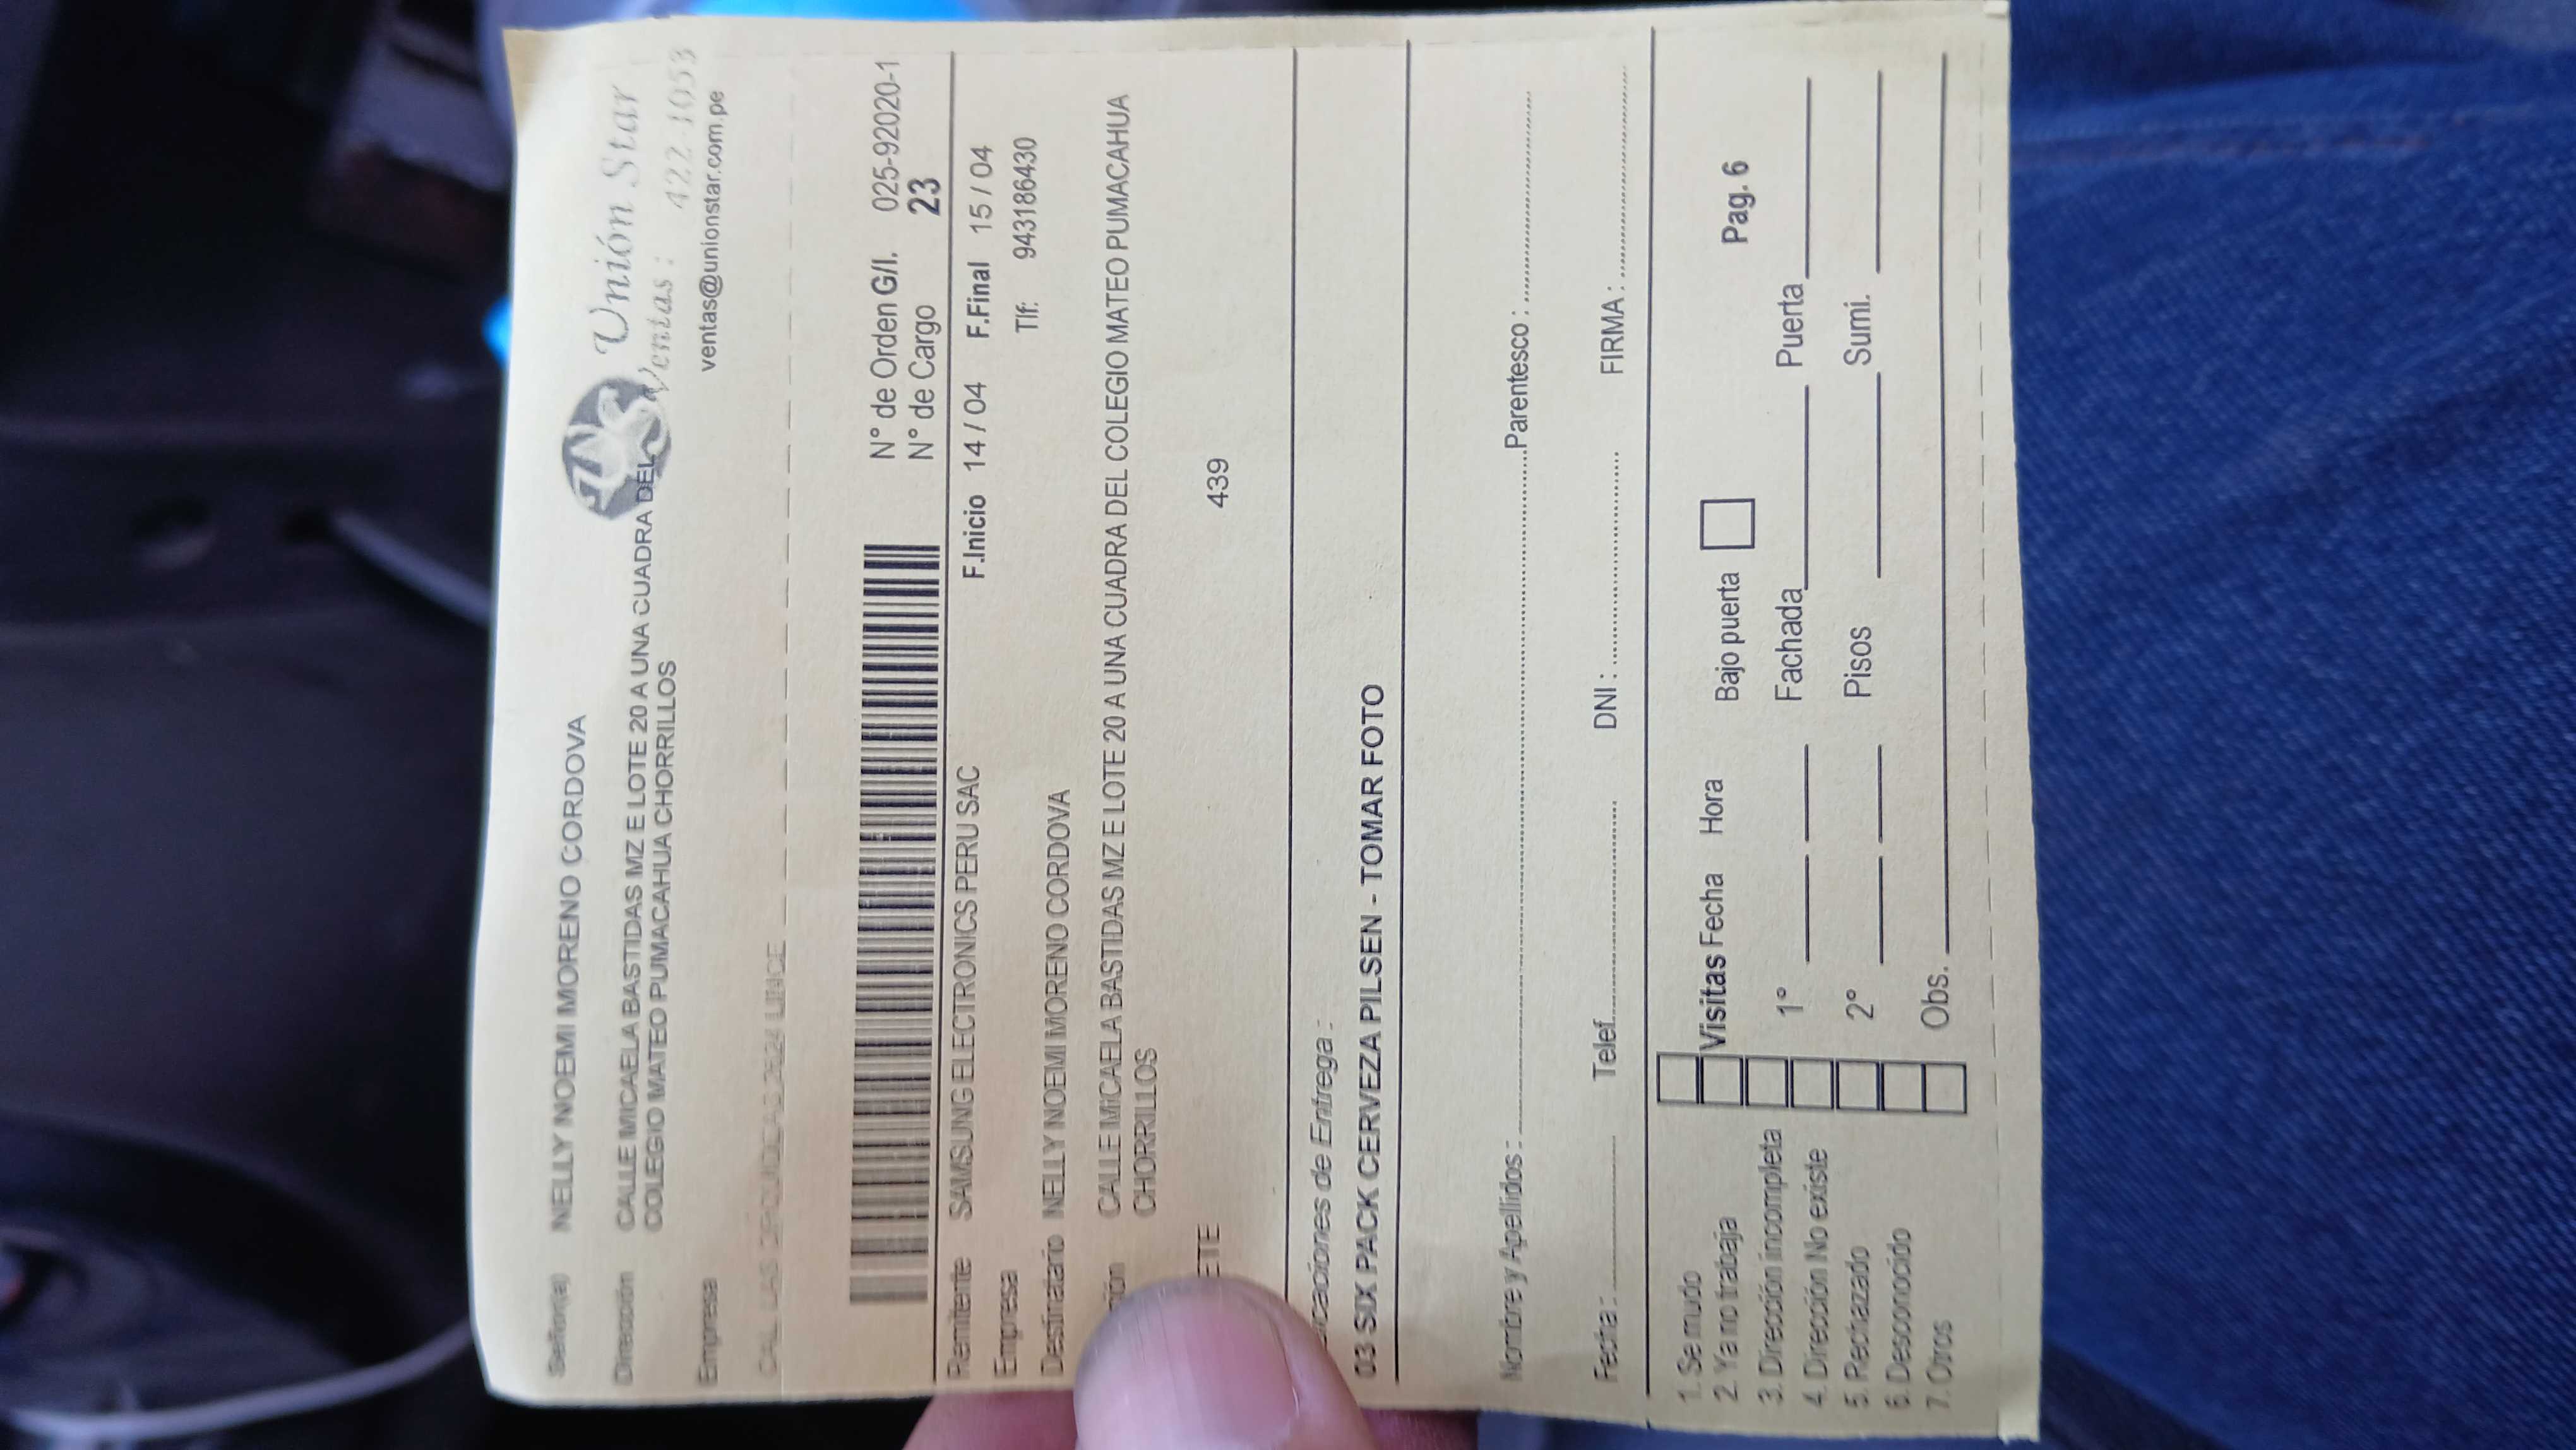 Señor(a) NELLY NOEMI MORENO CORDOVA
Unión Star
Dirección CALLE MICAELA BASTIDAS MZ E LOTE 20 A UNA CUADRA DEL
COLEGIO MATEO PUMACAHUA CHORRILLOS
Ventas : 422-1053
Empresa
ventas@unionstar.com.pe
N° de Orden G/I. 025-92020-1
N° de Cargo 23
Remitente SAMSUNG ELECTRONICS PERU SAC F.Inicio 14 / 04 F.Final 15 / 04
Empresa Tlf: 943186430
Destinatario NELLY NOEMI MORENO CORDOVA
CALLE MICAELA BASTIDAS MZ E LOTE 20 A UNA CUADRA DEL COLEGIO MATEO PUMACAHUA
CHORRILLOS
439
de Entrega :
03 SIX PACK CERVEZA PILSEN - TOMAR FOTO
Nombre y Apellidos : Parentesco :
Fecha : Telef. DNI : FIRMA :
1. Se mudo
2. Ya no trabaja Visitas Fecha Hora Bajo puerta Pag. 6
3. Dirección incompleta
4. Dirección No existe 1° Fachada Puerta
5. Rechazado 2° Pisos Sumi.
6. Desconocido
7. Otros Obs.